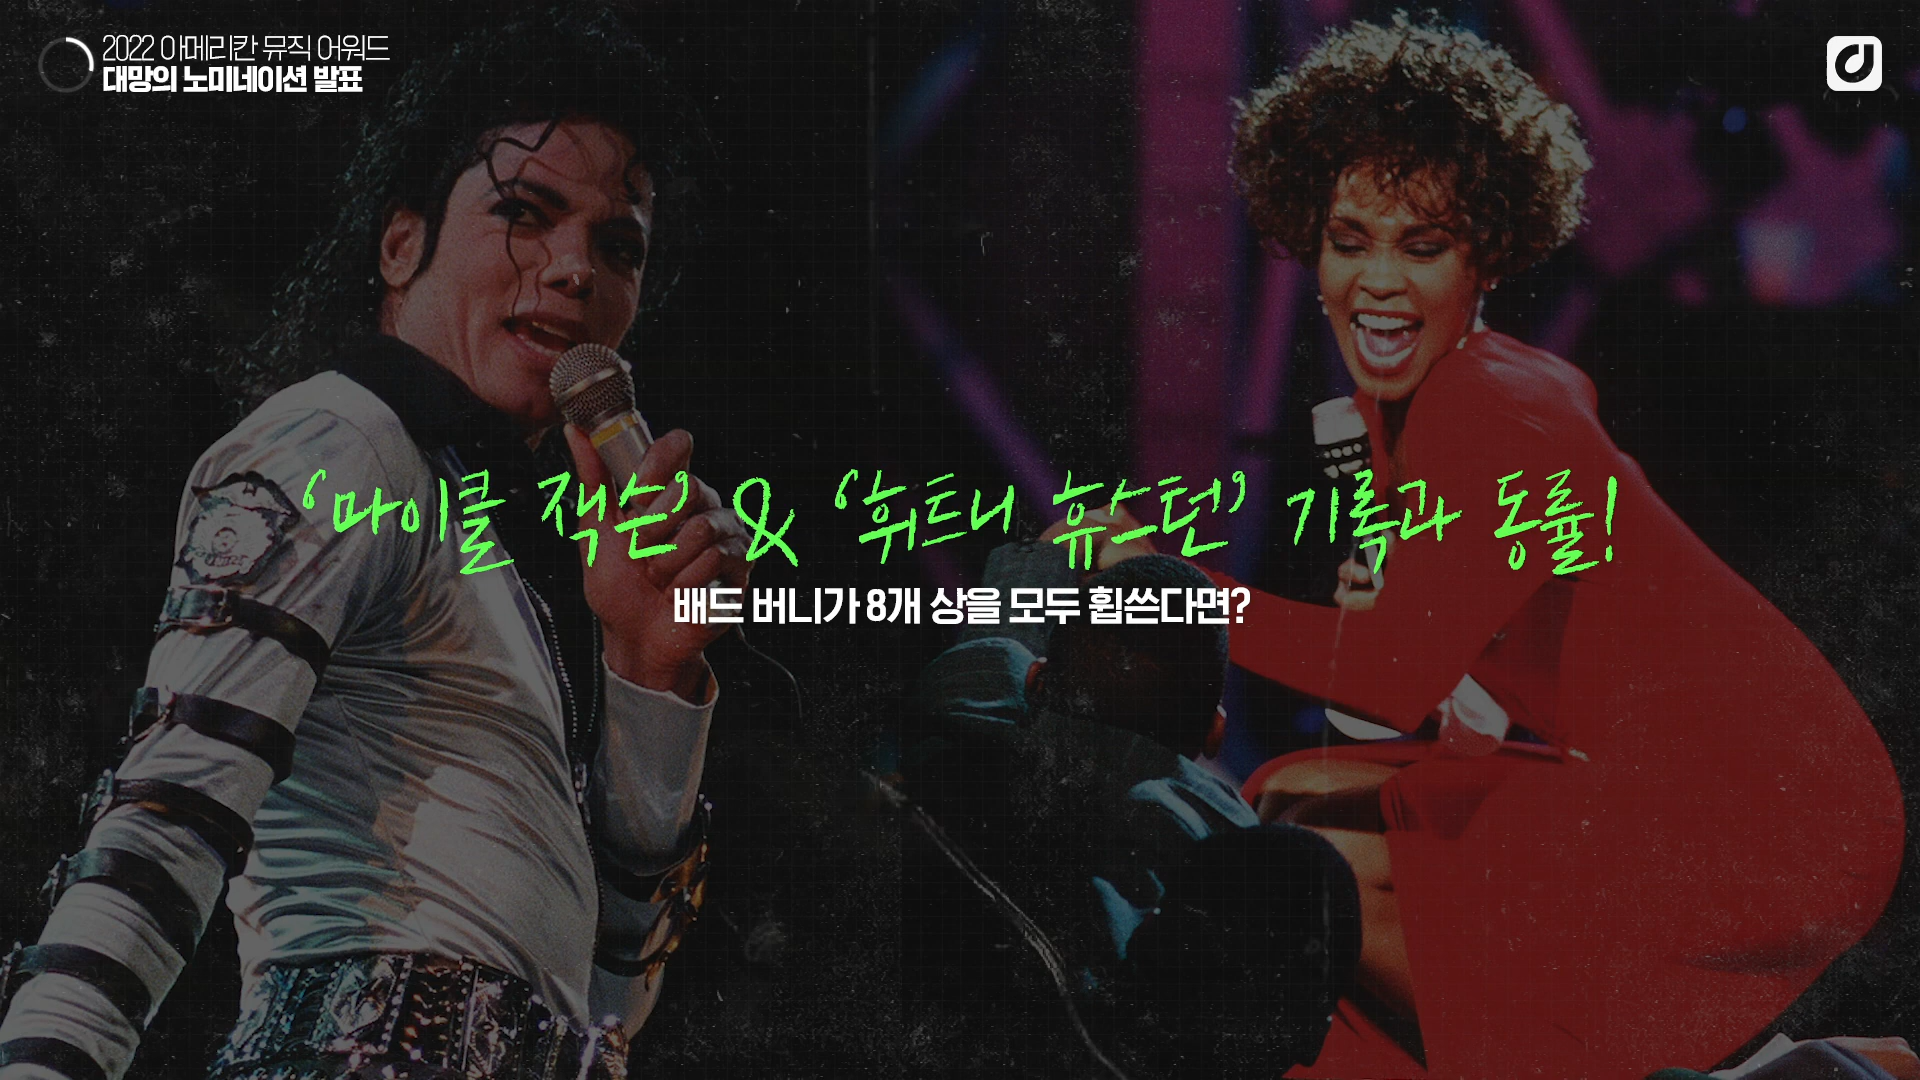 2022 아메리칸 뮤직 어워드
대망의 노미네이션 발표
‘마이클 잭슨’ & ‘휘트니 휴스턴’ 기록과 동률!
배드 버니가 8개 상을 모두 휩쓴다면?